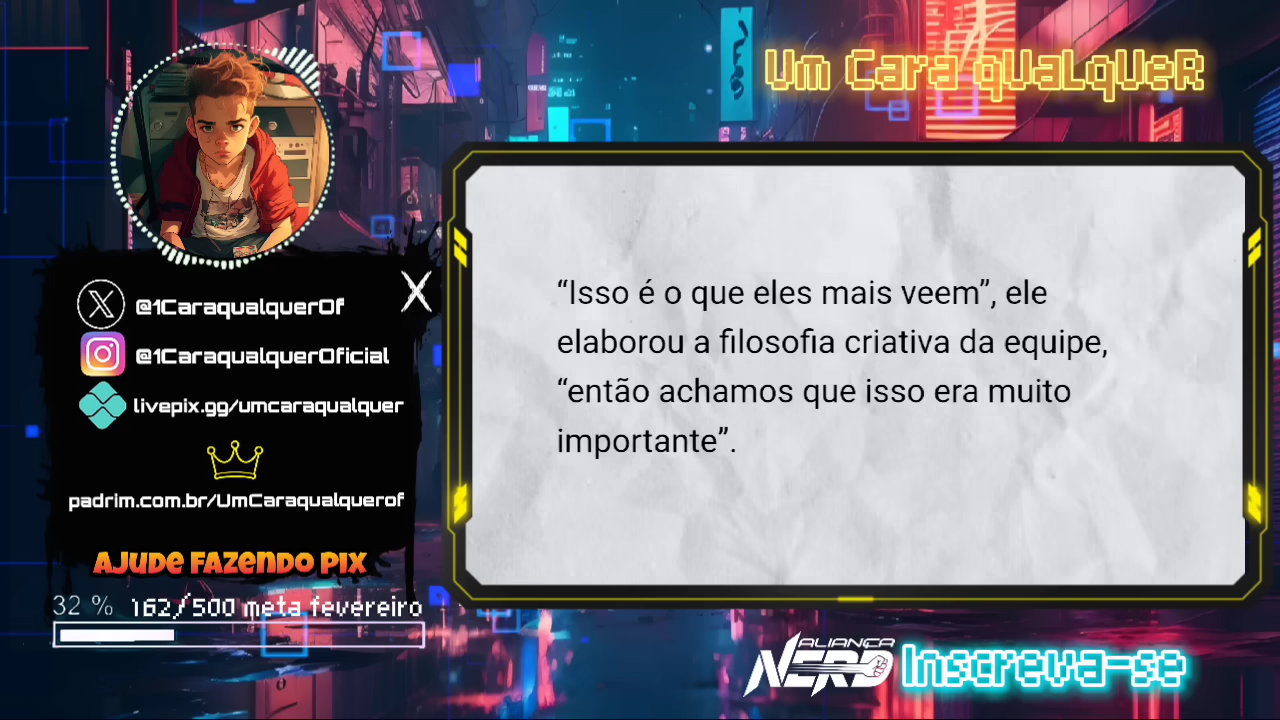 Um Cara qUaLqUeR
@1CaraqualquerOf
@1CaraqualquerOficial
livepix.gg/umcaraqualquer
padrim.com.br/UmCaraqualquerof
Ajude Fazendo Pix
32 % 162/500 meta fevereiro
“Isso é o que eles mais veem”, ele
elaborou a filosofia criativa da equipe,
“então achamos que isso era muito
importante”.
ALIANÇA
NERD
Inscreva-se